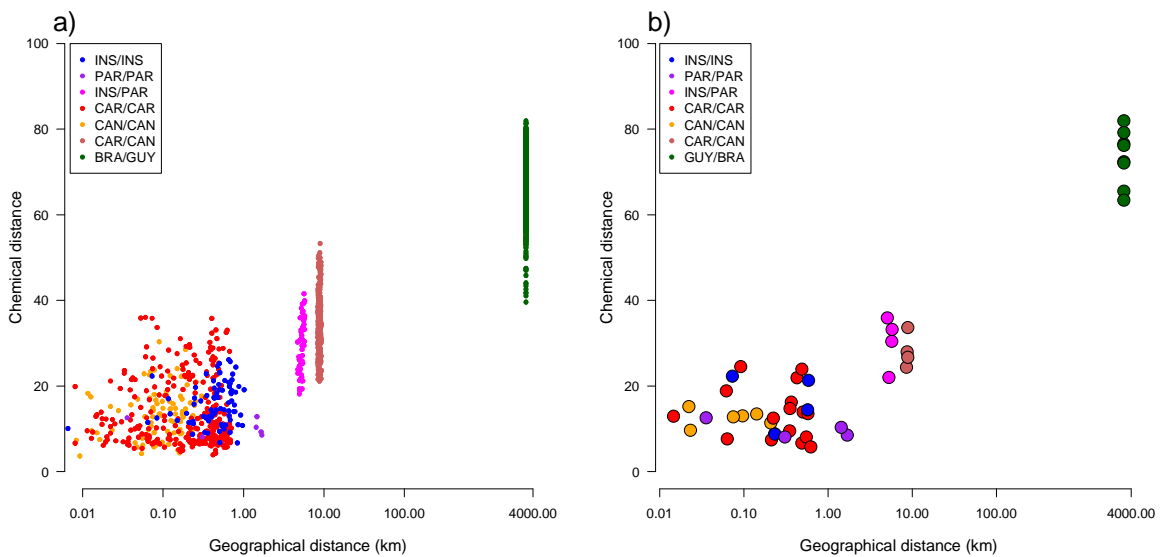 a)
100
80
60
40
20
0
Chemical distance
INS/INS
PAR/PAR
INS/PAR
CAR/CAR
CAN/CAN
CAR/CAN
BRA/GUY
0.01
0.10
1.00
10.00
100.00
4000.00
Geographical distance (km)
b)
100
80
60
40
20
0
Chemical distance
INS/INS
PAR/PAR
INS/PAR
CAR/CAR
CAN/CAN
CAR/CAN
GUY/BRA
0.01
0.10
1.00
10.00
100.00
4000.00
Geographical distance (km)